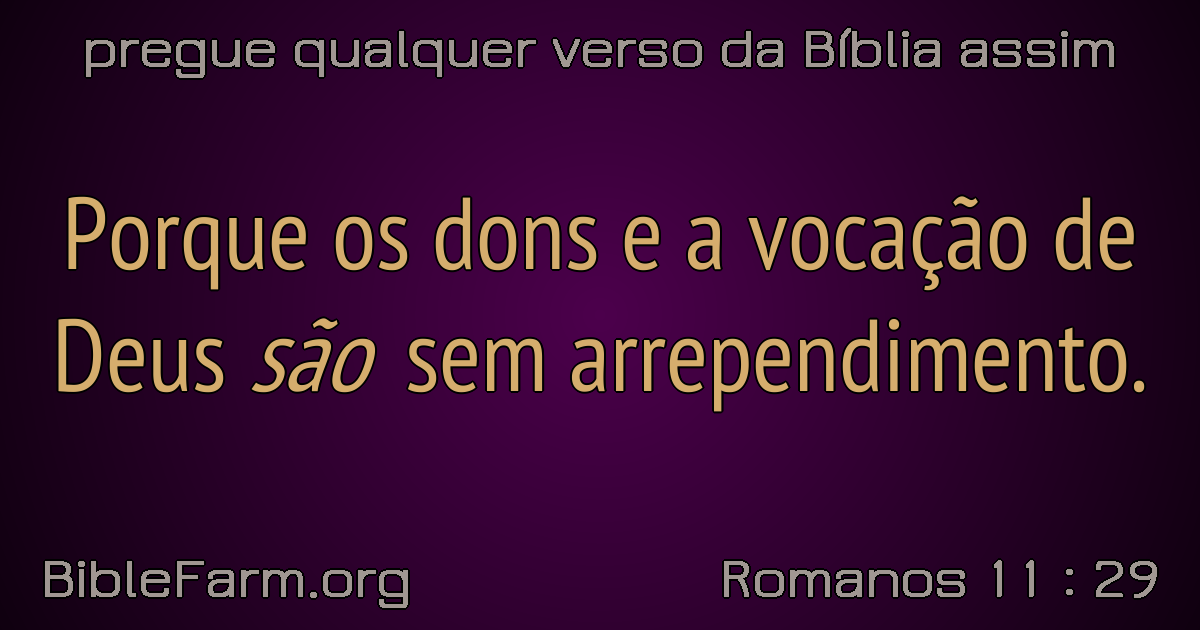 pregue qualquer verso da Bíblia assim
Porque os dons e a vocação de
Deus são sem arrependimento.
BibleFarm.org
Romanos 11 : 29